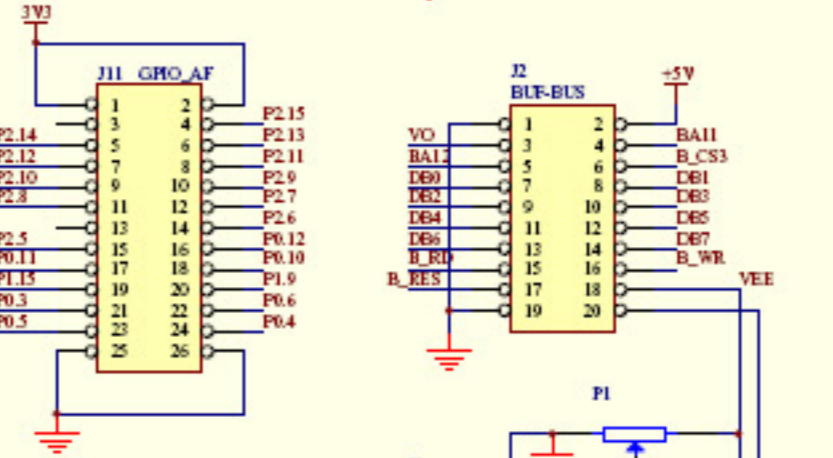 3V3
J11 GPIO_AF
1 2
3 4 P2.15
P2.14 5 6 P2.13
P2.12 7 8 P2.11
P2.10 9 10 P2.9
P2.8 11 12 P2.7
13 14 P2.6
P2.5 15 16 P0.12
P0.11 17 18 P0.10
P1.15 19 20 P1.9
P0.3 21 22 P0.6
P0.5 23 24 P0.4
25 26
J2
BUF-BUS
+5V
1 2
VO 3 4 BA11
BA12 5 6 B_CS3
DB0 7 8 DB1
DB2 9 10 DB3
DB4 11 12 DB5
DB6 13 14 DB7
B_RD 15 16 B_WR
B_RES 17 18 VEE
19 20
P1